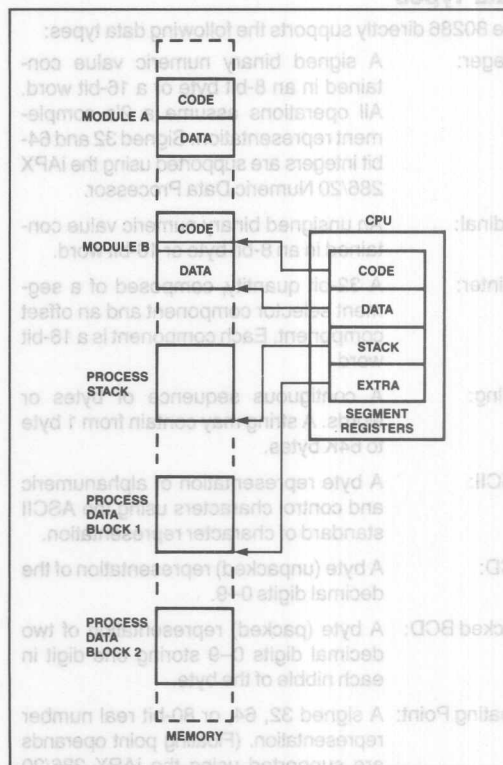 MODULE A
CODE
DATA
MODULE B
CODE
DATA
PROCESS
STACK
PROCESS
DATA
BLOCK 1
PROCESS
DATA
BLOCK 2
MEMORY
CPU
CODE
DATA
STACK
EXTRA
SEGMENT
REGISTERS
80286 directly supports the following data types:
A signed binary numeric value con-
tained in an 8-bit byte or a 16-bit word.
All operations assume a 2's comple-
ment representation. Signed 32 and 64-
bit integers are supported using the iAPX
286/20 Numeric Data Processor.
An unsigned binary numeric value con-
tained in an 8-bit byte or 16-bit word.
A 32-bit quantity, composed of a seg-
ment selector component and an offset
component. Each component is a 16-bit
word.
A contiguous sequence of bytes or
words. A string may contain from 1 byte
to 64K bytes.
A byte representation of alphanumeric
and control characters using the ASCII
standard of character representation.
A byte (unpacked) representation of the
decimal digits 0–9.
BCD: A byte (packed) representation of two
decimal digits 0–9 storing one digit in
each nibble of the byte.
Point: A signed 32, 64, or 80-bit real number
representation. (Floating point operands
are supported using the iAPX 286/20